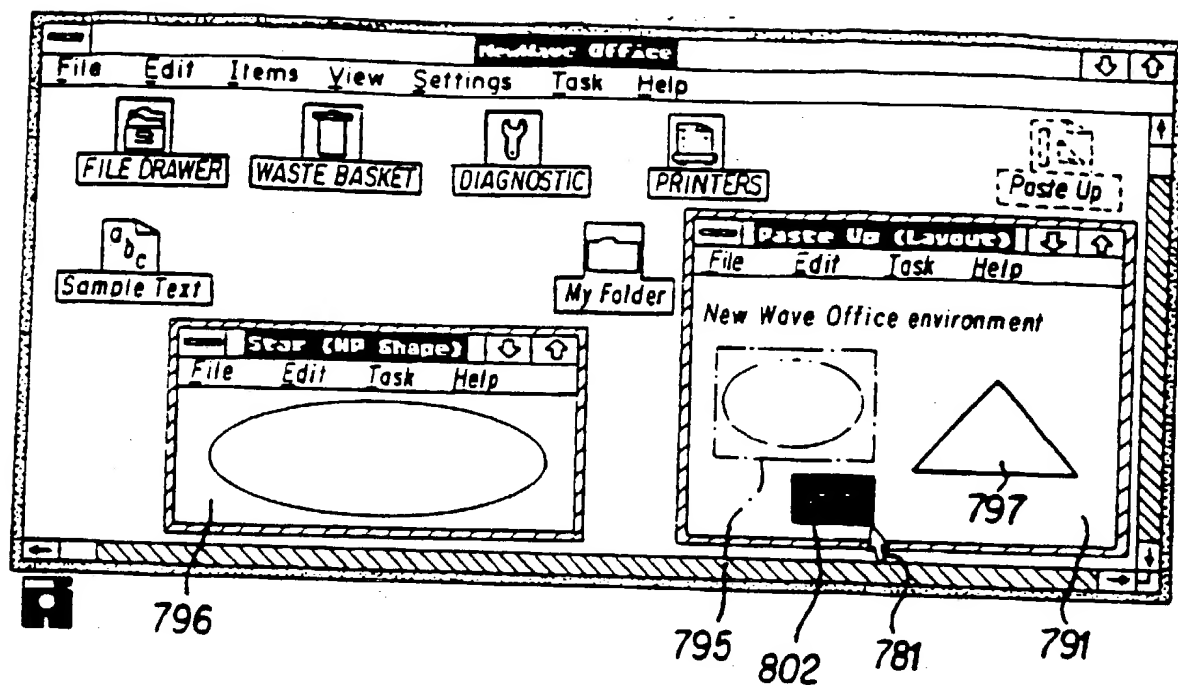 NewWave Office
File Edit Items View Settings Task Help
FILE DRAWER WASTE BASKET DIAGNOSTIC PRINTERS Paste Up
abc
Sample Text
My Folder
Paste Up (Layout)
File Edit Task Help
New Wave Office environment
Star (HP Shape)
File Edit Task Help
797
796
795
802
781
791